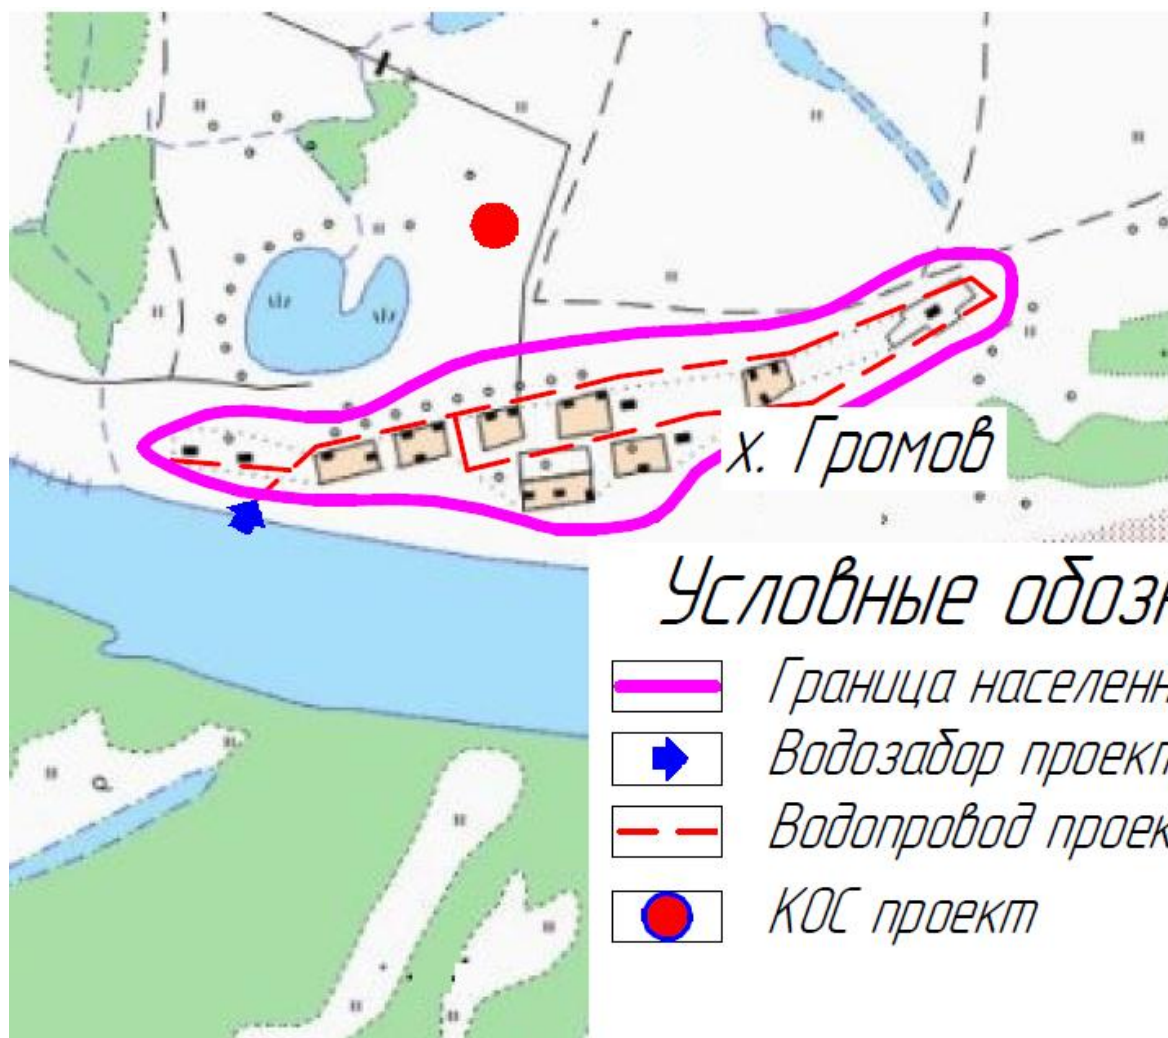 х. Громов
Условные обозн
Граница населенн
Водозабор проект
Водопровод проек
КОС проект